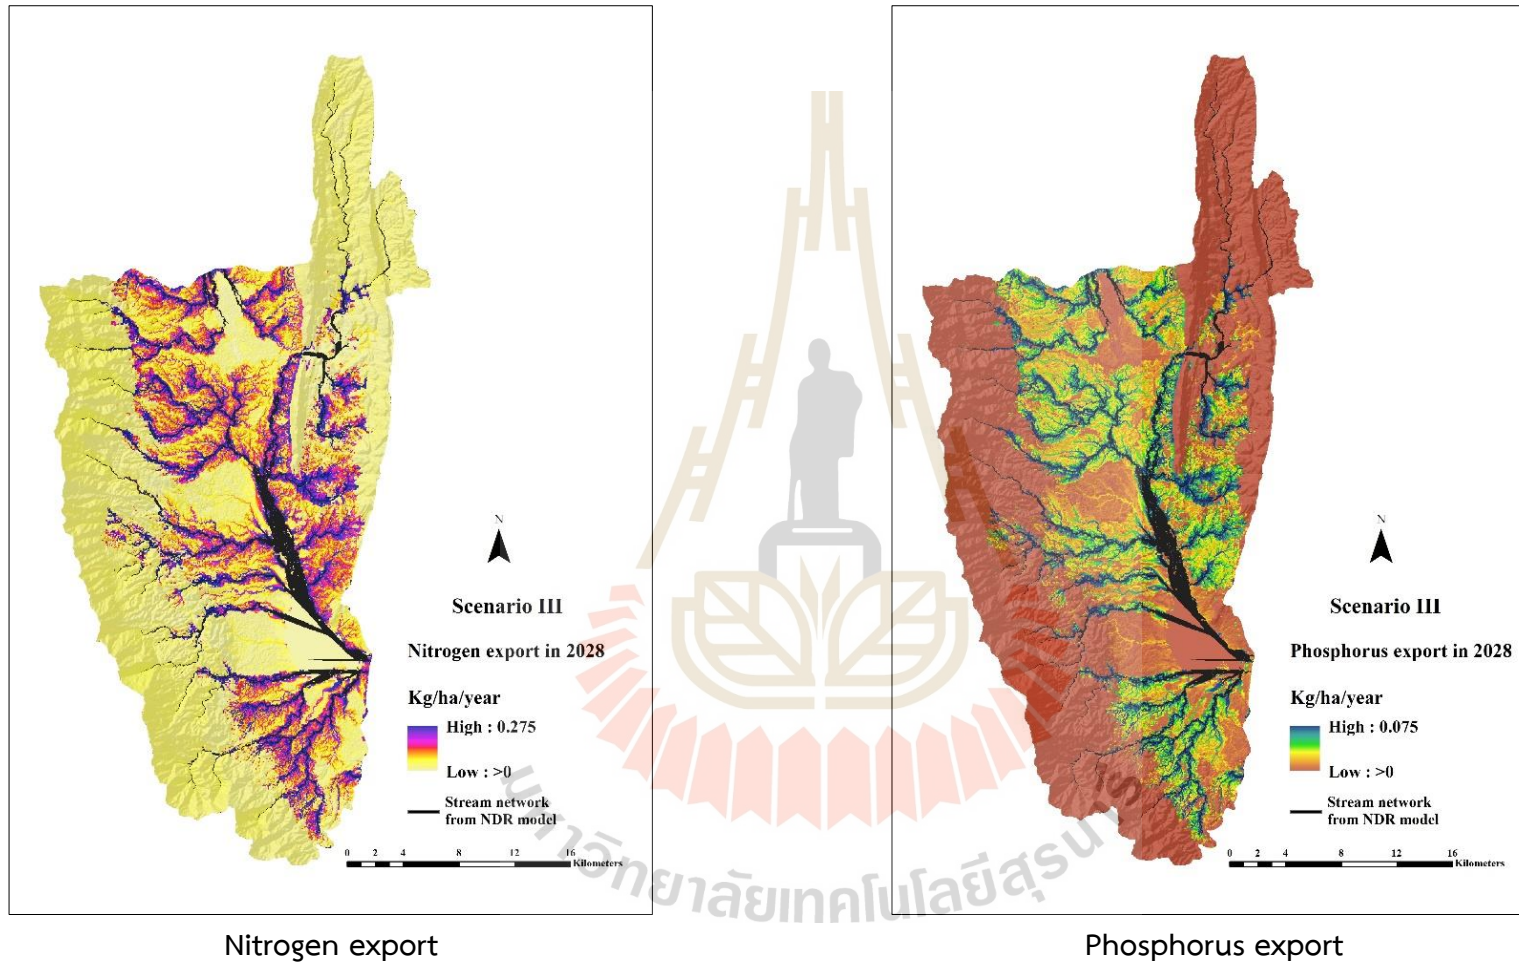 N
Scenario III
Nitrogen export in 2028
Kg/ha/year
High : 0.275
Low : >0
Stream network
from NDR model
0 2 4 8 12 16
Kilometers
Nitrogen export
N
Scenario III
Phosphorus export in 2028
Kg/ha/year
High : 0.075
Low : >0
Stream network
from NDR model
0 2 4 8 12 16
Kilometers
Phosphorus export
มหาวิทยาลัยเทคโนโลยีสุรนารี